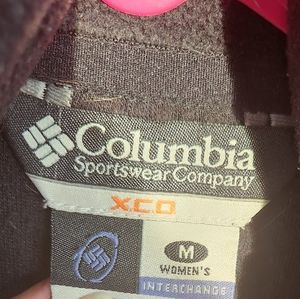 Columbia
Sportswear Company
XCO
M
WOMEN'S
INTERCHANGE